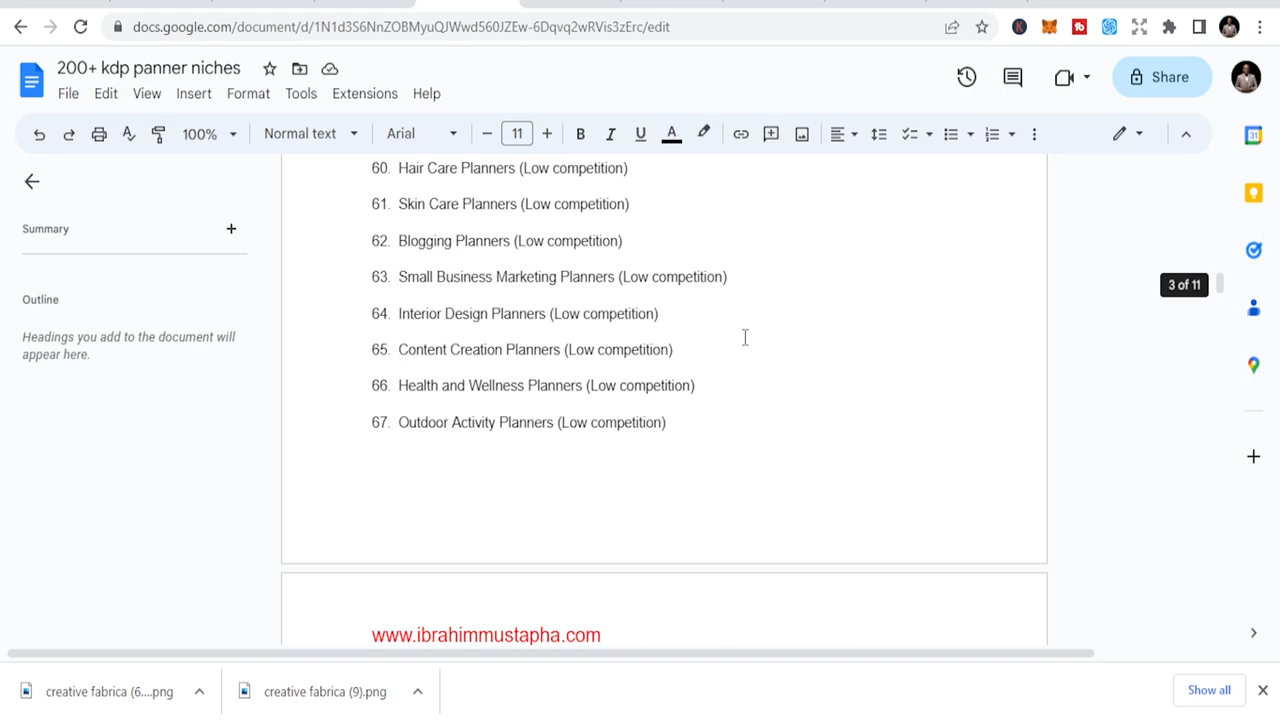 docs.google.com/document/d/1N1d3S6NnZOBMyuQJWwd560JZEw-6Dqvq2wRVis3zErc/edit
200+ kdp panner niches
File Edit View Insert Format Tools Extensions Help
Share
100% Normal text Arial 11
60. Hair Care Planners (Low competition)
61. Skin Care Planners (Low competition)
Summary
62. Blogging Planners (Low competition)
63. Small Business Marketing Planners (Low competition)
3 of 11
Outline
64. Interior Design Planners (Low competition)
Headings you add to the document will
appear here.
65. Content Creation Planners (Low competition)
66. Health and Wellness Planners (Low competition)
67. Outdoor Activity Planners (Low competition)
www.ibrahimmustapha.com
creative fabrica (6....png
creative fabrica (9).png
Show all